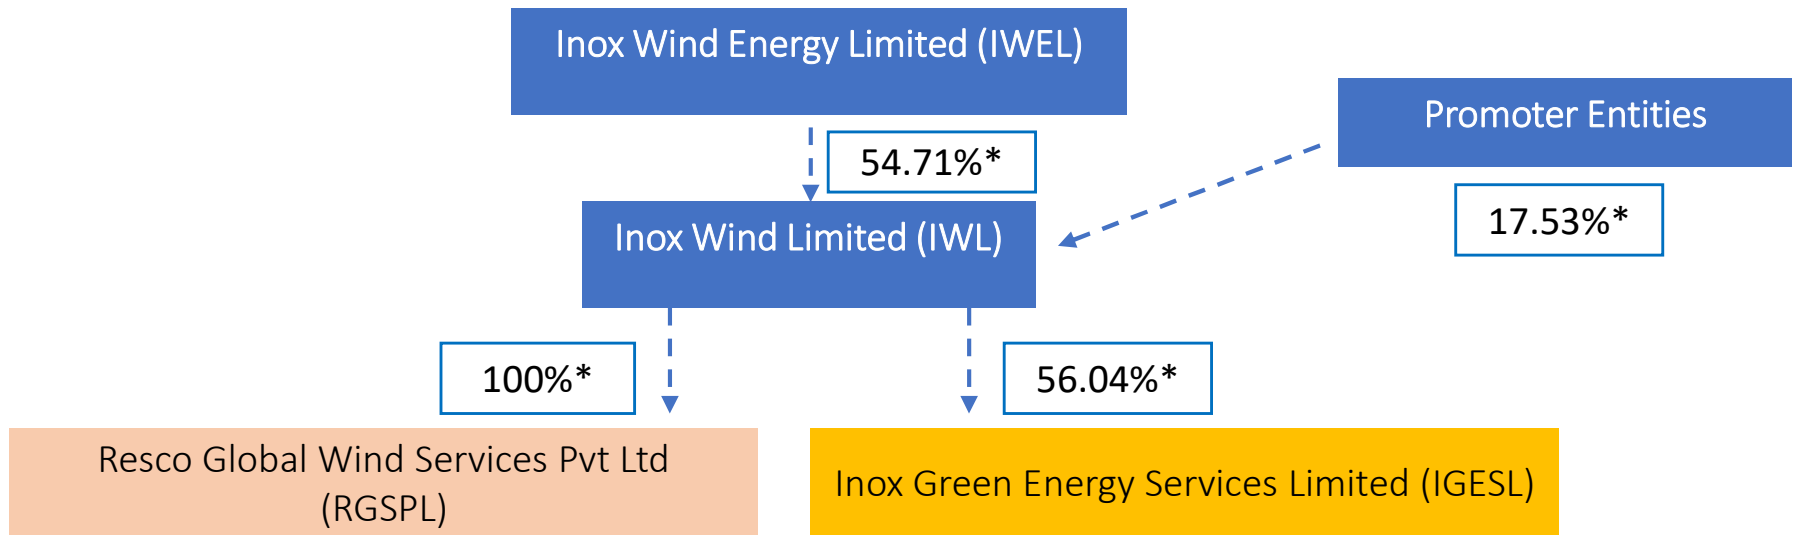 Inox Wind Energy Limited (IWEL)
Promoter Entities
54.71%*
17.53%*
Inox Wind Limited (IWL)
100%*
56.04%*
Resco Global Wind Services Pvt Ltd
(RGSPL)
Inox Green Energy Services Limited (IGESL)